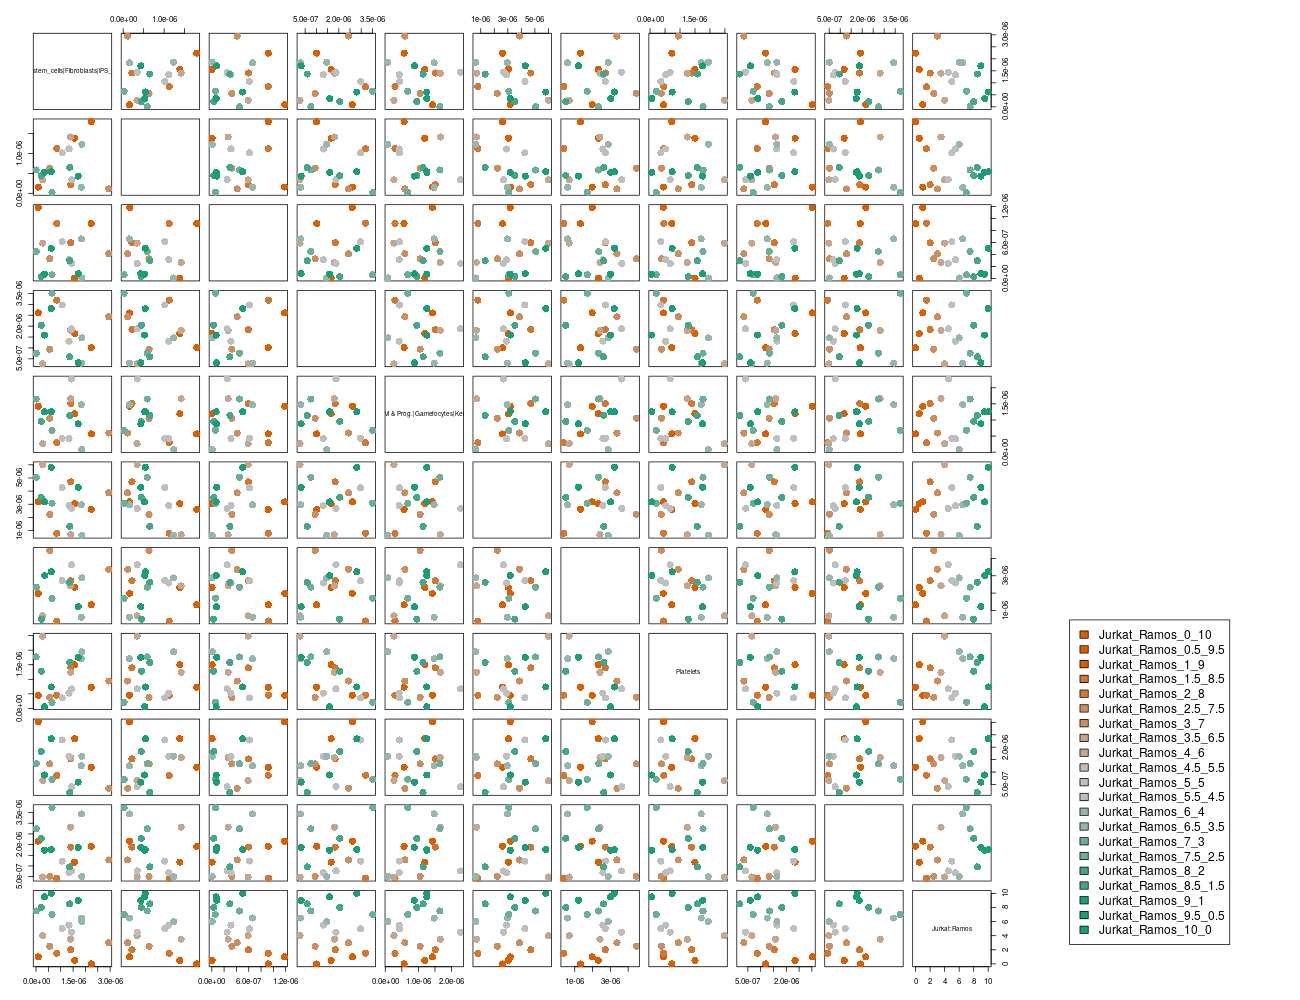 0.0e+00 1.0e-06 5.0e-07 2.0e-06 3.5e-06 1e-06 3e-06 5e-06 0.0e+00 1.5e-06 5.0e-07 2.0e-06 3.5e-06
stem_cells|Fibroblasts|IPS_
0.0e+00 1.5e-06 3.0e-06
0.0e+00 1.0e-06
0.0e+00 6.0e-07 1.2e-06
5.0e-07 2.0e-06 3.5e-06
M & Prog.|Gametocytes|Ke
0.0e+00 1.5e-06
1e-06 3e-06 5e-06
1e-06 3e-06
Platelets
0.0e+00 1.5e-06
5.0e-07 2.0e-06
5.0e-07 2.0e-06 3.5e-06
Jurkat:Ramos
0 2 4 6 8 10
0.0e+00 1.5e-06 3.0e-06 0.0e+00 6.0e-07 1.2e-06 0.0e+00 1.0e-06 2.0e-06 1e-06 3e-06 5.0e-07 2.0e-06 0 2 4 6 8 10
Jurkat_Ramos_0_10
Jurkat_Ramos_0.5_9.5
Jurkat_Ramos_1_9
Jurkat_Ramos_1.5_8.5
Jurkat_Ramos_2_8
Jurkat_Ramos_2.5_7.5
Jurkat_Ramos_3_7
Jurkat_Ramos_3.5_6.5
Jurkat_Ramos_4_6
Jurkat_Ramos_4.5_5.5
Jurkat_Ramos_5_5
Jurkat_Ramos_5.5_4.5
Jurkat_Ramos_6_4
Jurkat_Ramos_6.5_3.5
Jurkat_Ramos_7_3
Jurkat_Ramos_7.5_2.5
Jurkat_Ramos_8_2
Jurkat_Ramos_8.5_1.5
Jurkat_Ramos_9_1
Jurkat_Ramos_9.5_0.5
Jurkat_Ramos_10_0